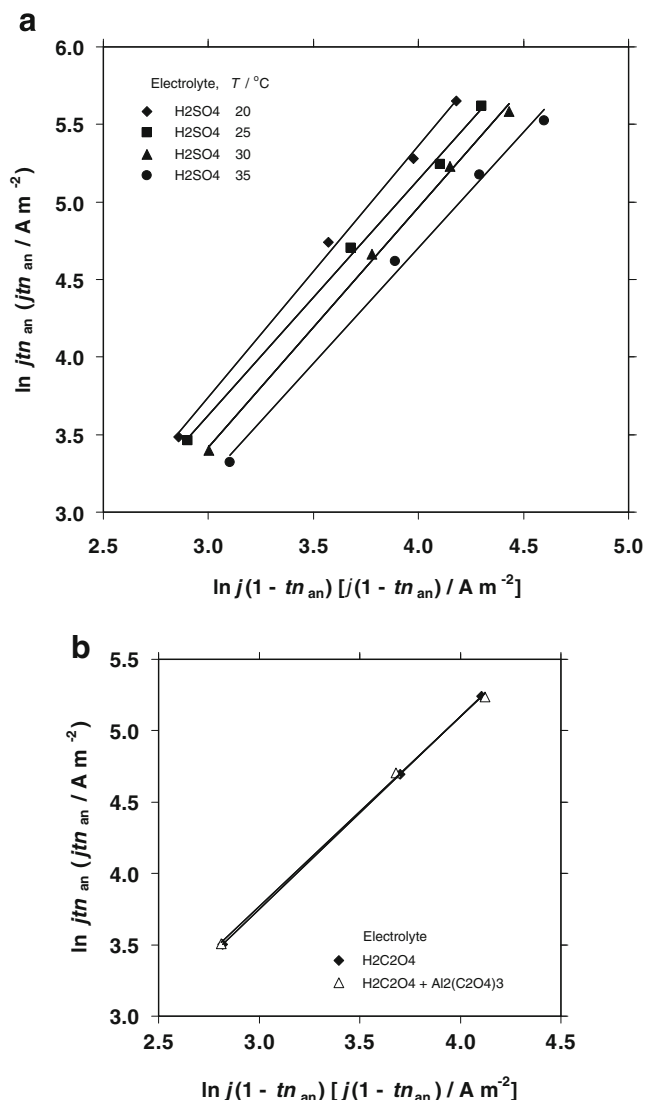 a
6.0
5.5
5.0
4.5
4.0
3.5
3.0
ln jtn an (jtn an / A m-2)
Electrolyte, T / oC
H2SO4 20
H2SO4 25
H2SO4 30
H2SO4 35
2.5 3.0 3.5 4.0 4.5 5.0
ln j(1 - tn an) [j(1 - tn an) / A m-2]
b
5.5
5.0
4.5
4.0
3.5
3.0
ln jtn an (jtn an / A m-2)
Electrolyte
H2C2O4
H2C2O4 + Al2(C2O4)3
2.5 3.0 3.5 4.0 4.5
ln j(1 - tn an) [ j(1 - tn an) / A m-2]